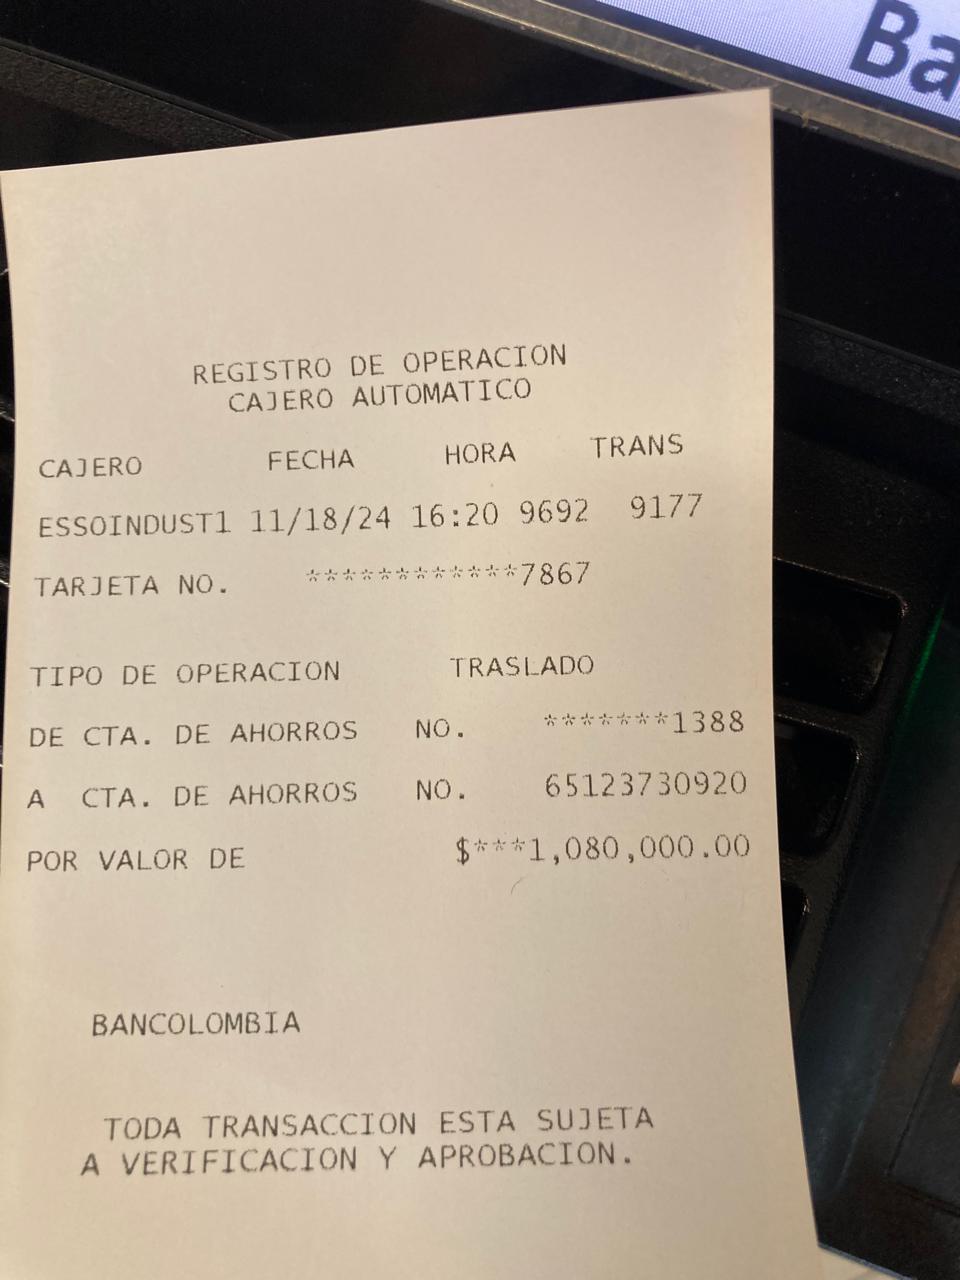 Ba
REGISTRO DE OPERACION
CAJERO AUTOMATICO
CAJERO FECHA HORA TRANS
ESSOINDUST1 11/18/24 16:20 9692 9177
TARJETA NO. ************7867
TIPO DE OPERACION TRASLADO
DE CTA. DE AHORROS NO. *******1388
A CTA. DE AHORROS NO. 65123730920
POR VALOR DE $***1,080,000.00
BANCOLOMBIA
TODA TRANSACCION ESTA SUJETA
A VERIFICACION Y APROBACION.